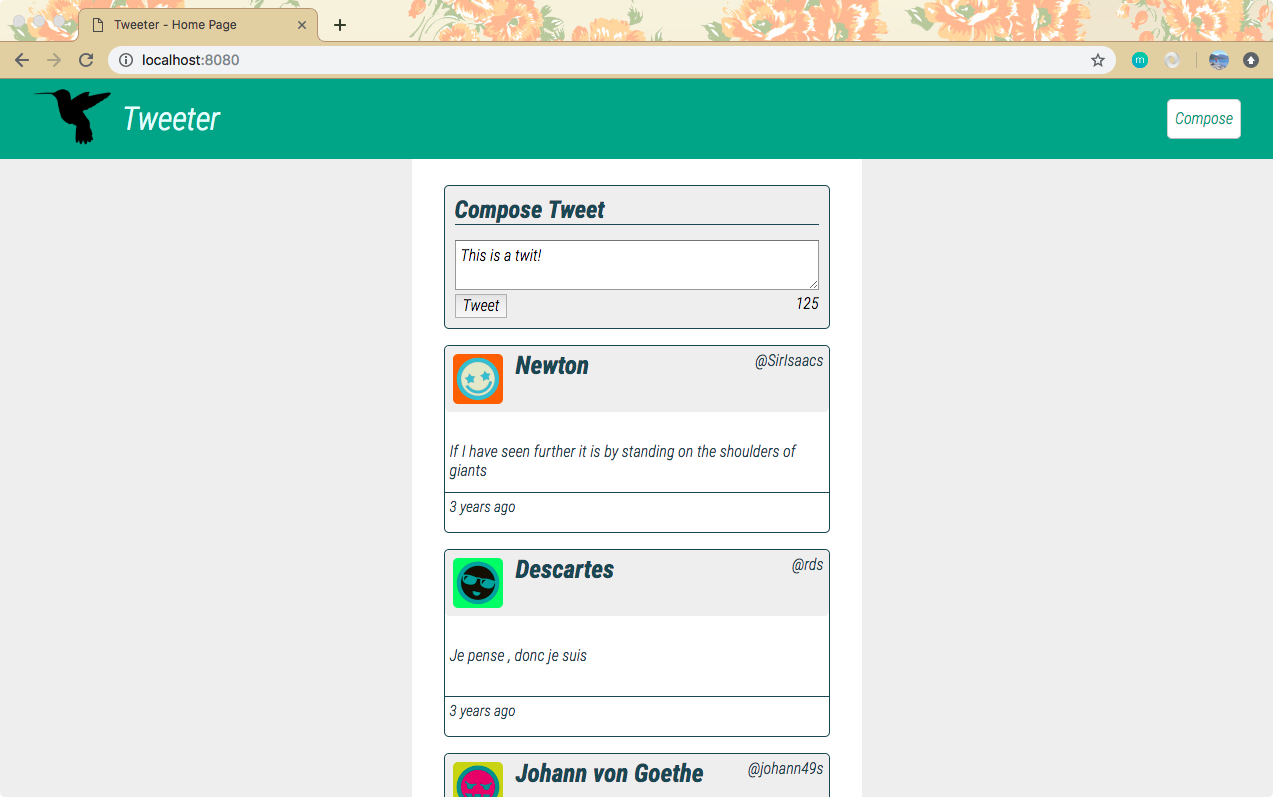 Tweeter - Home Page
localhost:8080
m
Tweeter
Compose
Compose Tweet
This is a twit!
Tweet
125
Newton
@SirIsaacs
If I have seen further it is by standing on the shoulders of
giants
3 years ago
Descartes
@rds
Je pense , donc je suis
3 years ago
Johann von Goethe
@johann49s